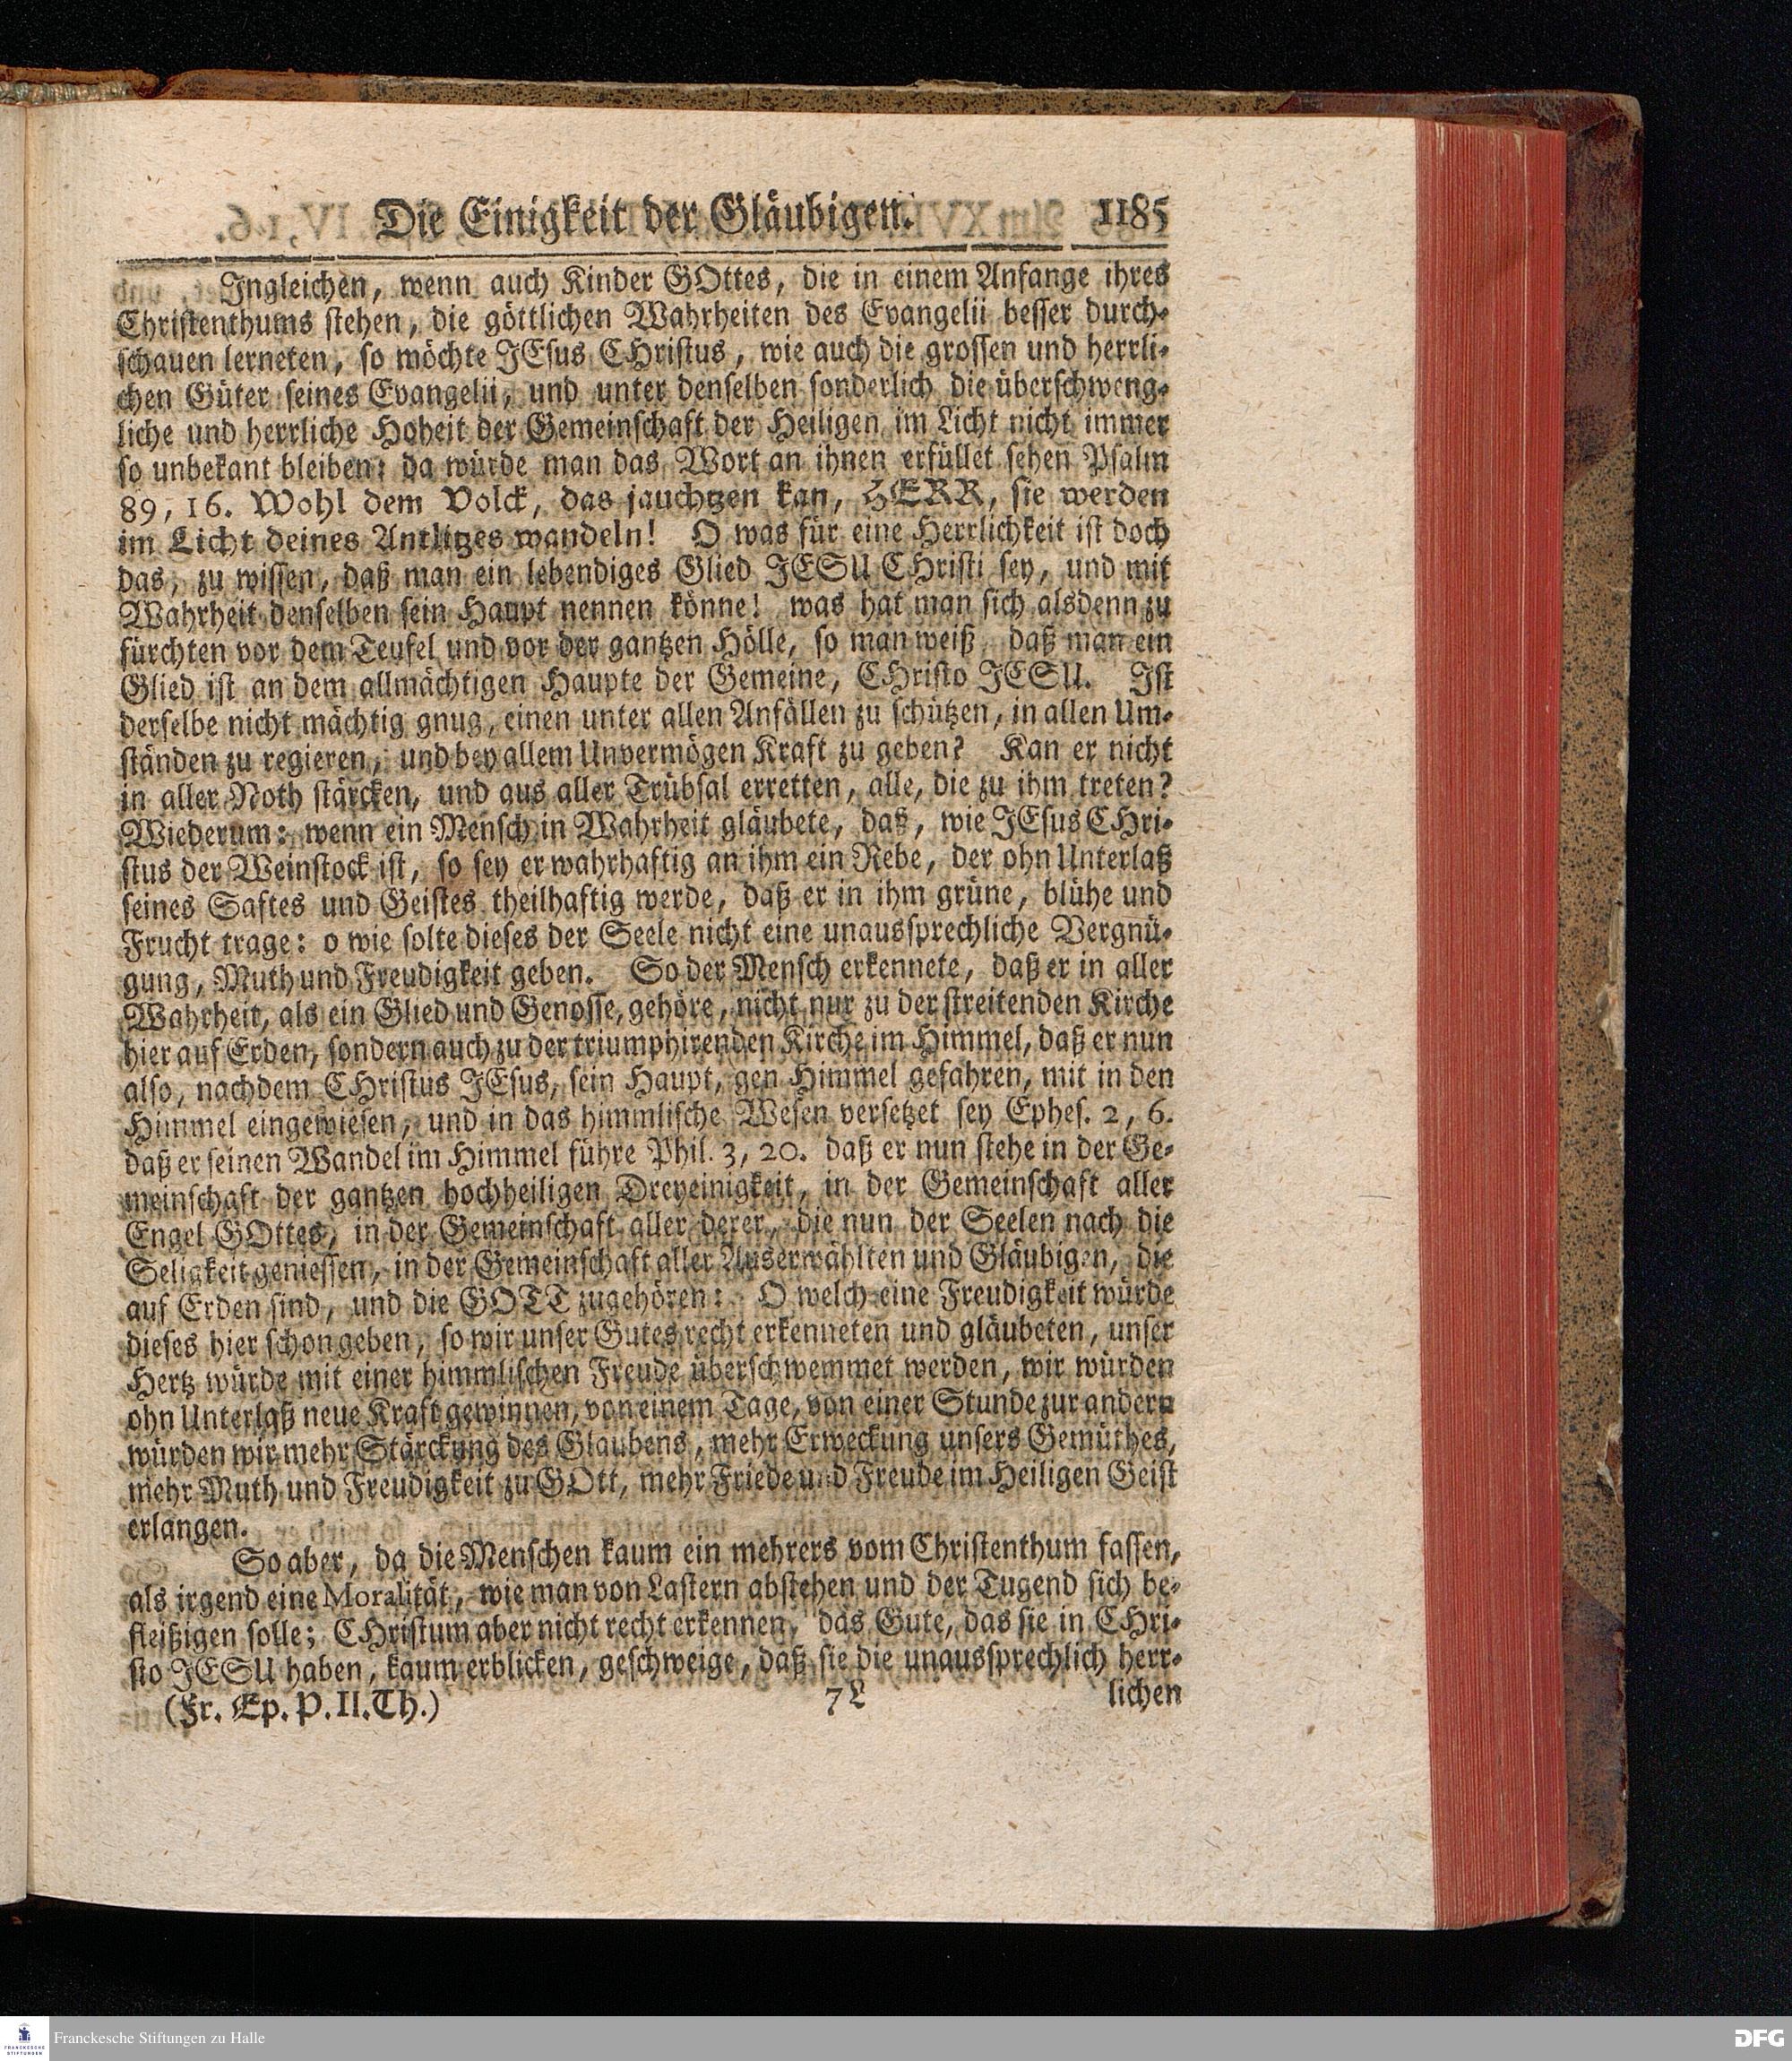 Die Einigkeit der Gläubigen. 1185
Ingleichen, wenn auch Kinder GOttes, die in einem Anfange ihres
Christenthums stehen, die göttlichen Wahrheiten des Evangelii besser durch-
schauen lerneten, so möchte JEsus CHristus, wie auch die grossen und herrli-
chen Güter seines Evangelii, und unter denselben sonderlich die überschweng-
liche und herrliche Hoheit der Gemeinschaft der Heiligen im Licht nicht immer
so unbekant bleiben: da würde man das Wort an ihnen erfüllet sehen Psalm
89, 16. Wohl dem Volck, das jauchtzen kan, HERR, sie werden
im Licht deines Antlitzes wandeln! O was für eine Herrlichkeit ist doch
das, zu wissen, daß man ein lebendiges Glied JESU CHristi sey, und mit
Wahrheit denselben sein Haupt nennen könne! was hat man sich alsdenn zu
fürchten vor dem Teufel und vor der gantzen Hölle, so man weiß, daß man ein
Glied ist an dem allmächtigen Haupte der Gemeine, CHristo JESU. Ist
derselbe nicht mächtig gnug, einen unter allen Anfällen zu schützen, in allen Um-
ständen zu regieren, und bey allem Unvermögen Kraft zu geben? Kan er nicht
in aller Noth stärcken, und aus aller Trübsal erretten, alle, die zu ihm treten?
Wiederum: wenn ein Mensch in Wahrheit gläubete, daß, wie JEsus CHri-
stus der Weinstock ist, so sey er wahrhaftig an ihm ein Rebe, der ohn Unterlaß
seines Saftes und Geistes theilhaftig werde, daß er in ihm grüne, blühe und
Frucht trage: o wie solte dieses der Seele nicht eine unaussprechliche Vergnü-
gung, Muth und Freudigkeit geben. So der Mensch erkennete, daß er in aller
Wahrheit, als ein Glied und Genosse, gehöre, nicht nur zu der streitenden Kirche
hier auf Erden, sondern auch zu der triumphirenden Kirche im Himmel, daß er nun
also, nachdem CHristus JEsus, sein Haupt, gen Himmel gefahren, mit in den
Himmel eingewiesen, und in das himmlische Wesen versetzet sey Ephes. 2, 6.
daß er seinen Wandel im Himmel führe Phil. 3, 20. daß er nun stehe in der Ge-
meinschaft der gantzen hochheiligen Dreyeinigkeit, in der Gemeinschaft aller
Engel GOttes, in der Gemeinschaft aller derer, die nun der Seelen nach die
Seligkeit geniessen, in der Gemeinschaft aller Auserwählten und Gläubigen, die
auf Erden sind, und die GOTT zugehören: O welch eine Freudigkeit würde
dieses hier schon geben, so wir unser Gutes recht erkenneten und gläubeten, unser
Hertz würde mit einer himmlischen Freude überschwemmet werden, wir würden
ohn Unterlaß neue Kraft gewinnen, von einem Tage, von einer Stunde zur andern
würden wir mehr Stärckung des Glaubens, mehr Erweckung unsers Gemüthes,
mehr Muth und Freudigkeit zu GOtt, mehr Friede und Freude im Heiligen Geist
erlangen.
So aber, da die Menschen kaum ein mehrers vom Christenthum fassen,
als irgend eine Moralität, wie man von Lastern abstehen und der Tugend sich be-
fleißigen solle; CHristum aber nicht recht erkennen, das Gute, das sie in CHri-
sto JESU haben, kaum erblicken, geschweige, daß sie die unaussprechlich herr-
(Fr. Ep. P. II. Th.) 7 L lichen
FRANCKESCHE STIFTUNGEN
Franckesche Stiftungen zu Halle
DFG